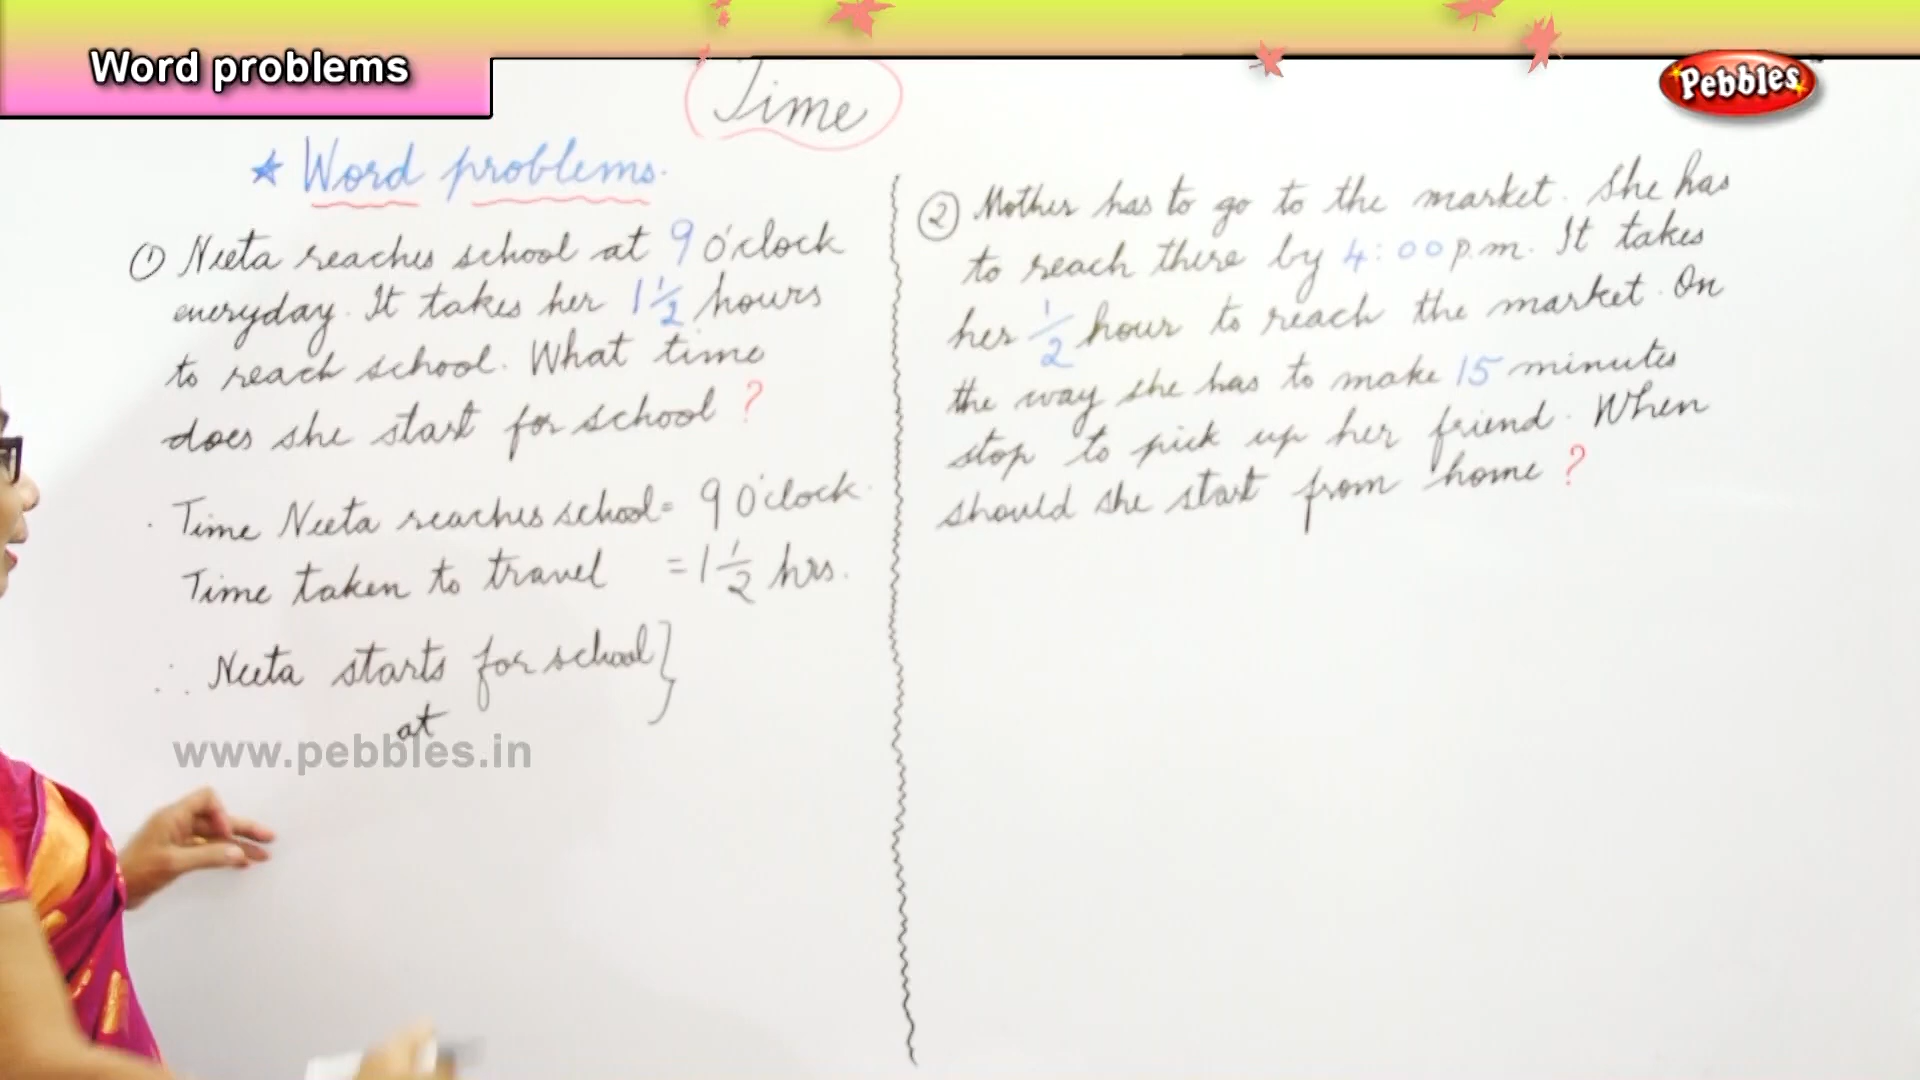 Word problems
Pebbles
Time
★ Word problems.
① Neeta reaches school at 9 O'clock
everyday. It takes her 1 1/2 hours
to reach school. What time
does she start for school ?
Time Neeta reaches school = 9 O'clock.
Time taken to travel = 1 1/2 hrs.
∴ Neeta starts for school }
at
www.pebbles.in
② Mother has to go to the market. She has
to reach there by 4:00 p.m. It takes
her 1/2 hour to reach the market. On
the way she has to make 15 minutes
stop to pick up her friend. When
should she start from home ?